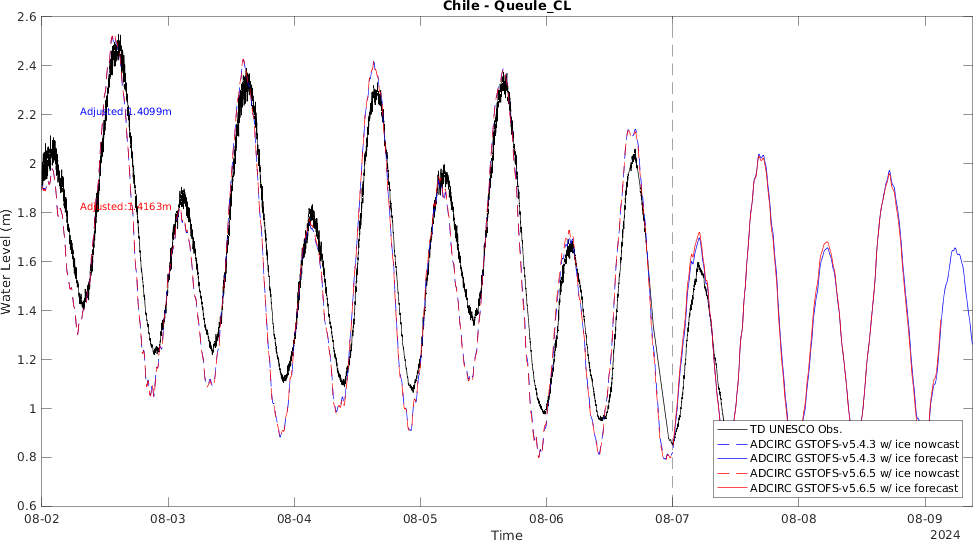 Chile - Queule_CL
Water Level (m)
2.6
2.4
2.2
2
1.8
1.6
1.4
1.2
1
0.8
0.6
Adjusted:1.4099m
Adjusted:1.4163m
TD UNESCO Obs.
ADCIRC GSTOFS-v5.4.3 w/ ice nowcast
ADCIRC GSTOFS-v5.4.3 w/ ice forecast
ADCIRC GSTOFS-v5.6.5 w/ ice nowcast
ADCIRC GSTOFS-v5.6.5 w/ ice forecast
08-02 08-03 08-04 08-05 08-06 08-07 08-08 08-09
Time
2024